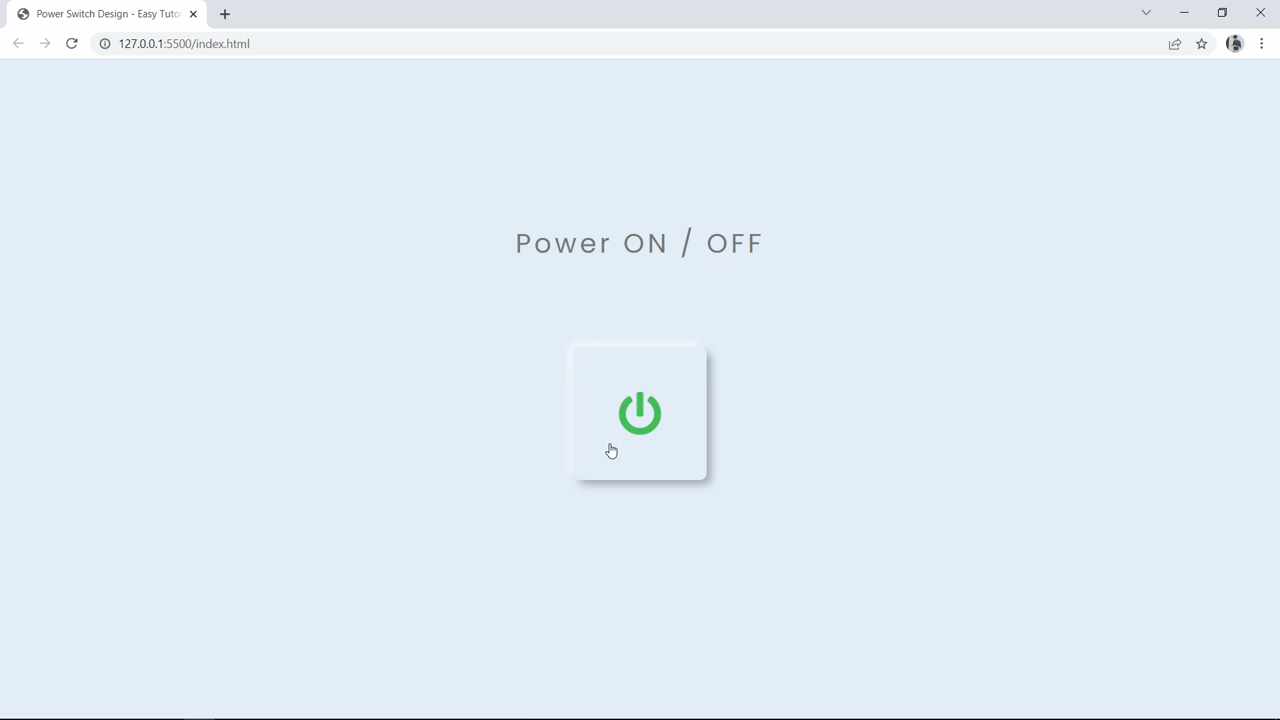 Power Switch Design - Easy Tuto
127.0.0.1:5500/index.html
Power ON / OFF